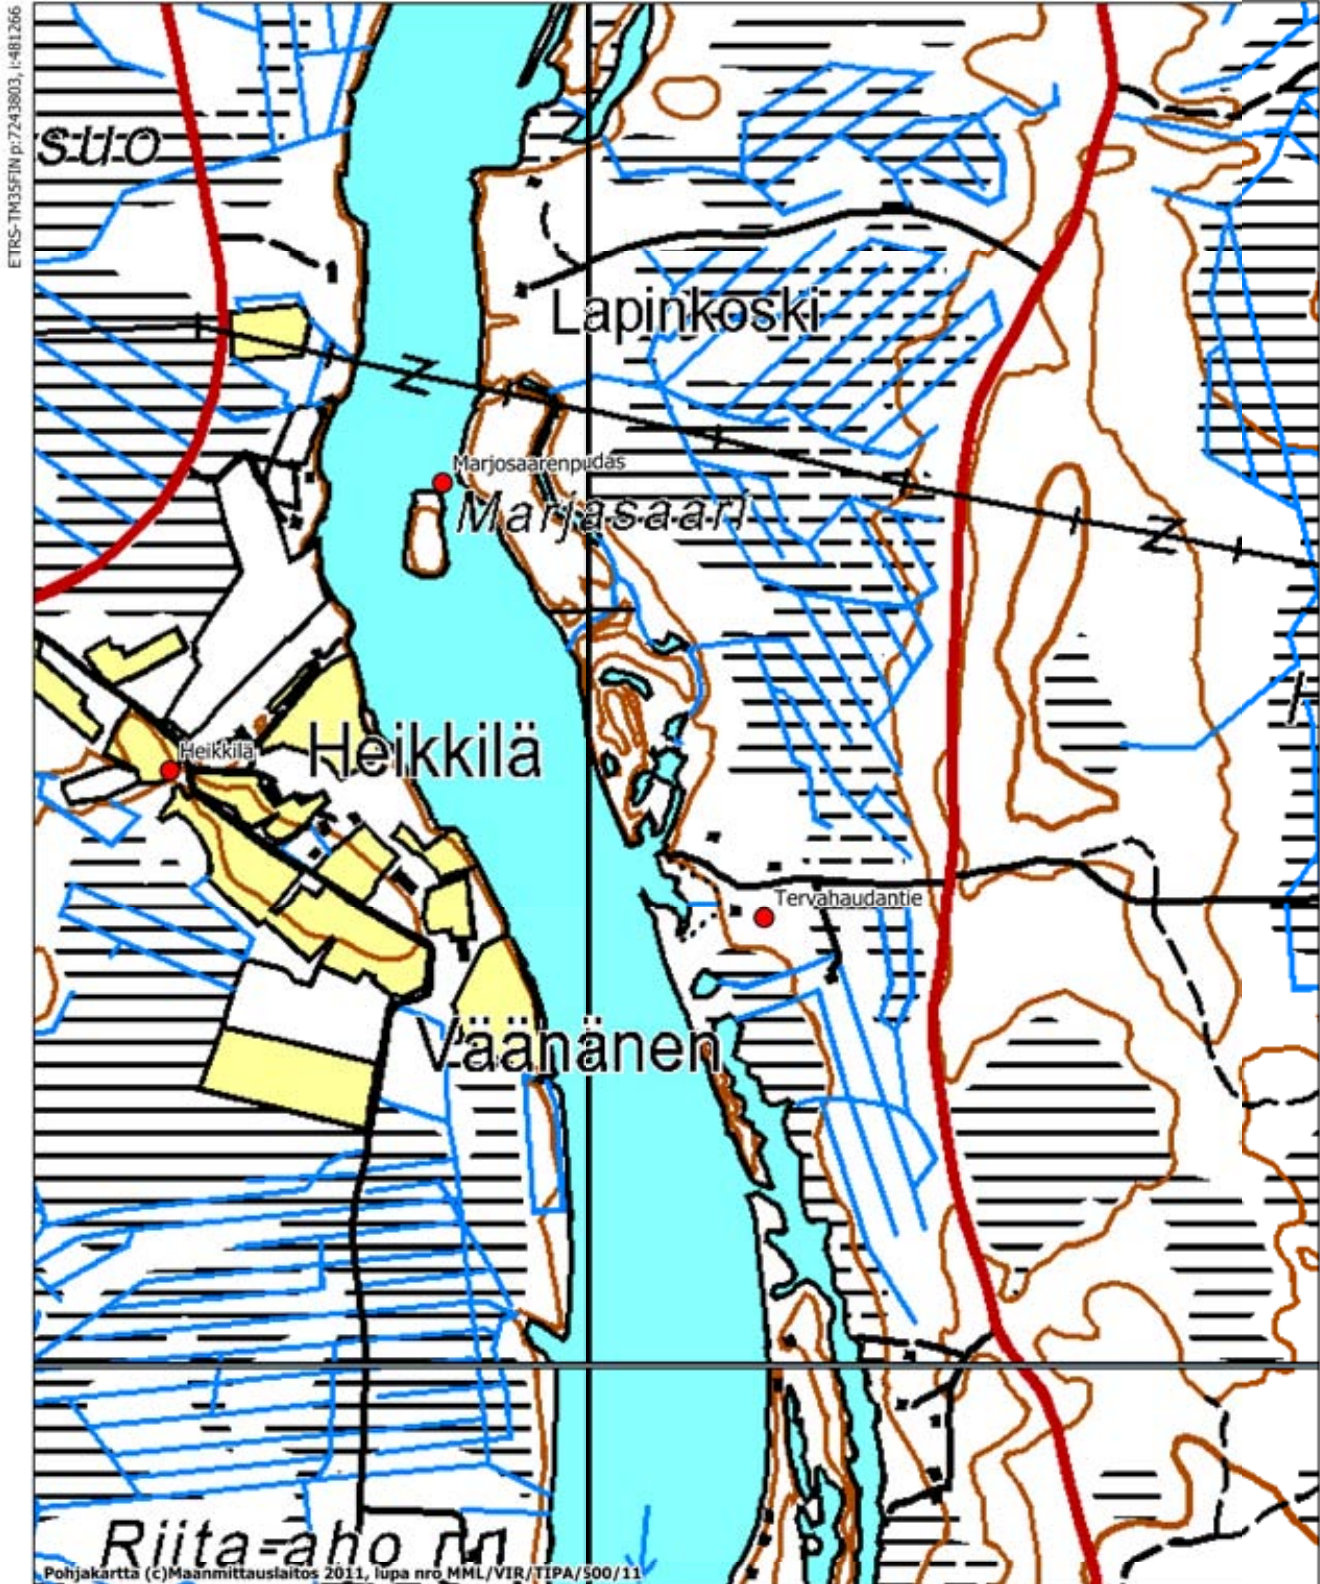 ETRS-TM35FIN p:7243803, i:481266
suo
Lapinkoski
Marjosaarenpudas
Marjasaari
Heikkilä
Heikkilä
Tervahaudantie
Väänänen
Riita-aho
Pohjakartta (c)Maanmittauslaitos 2011, lupa nro MML/VIR/TIPA/500/11